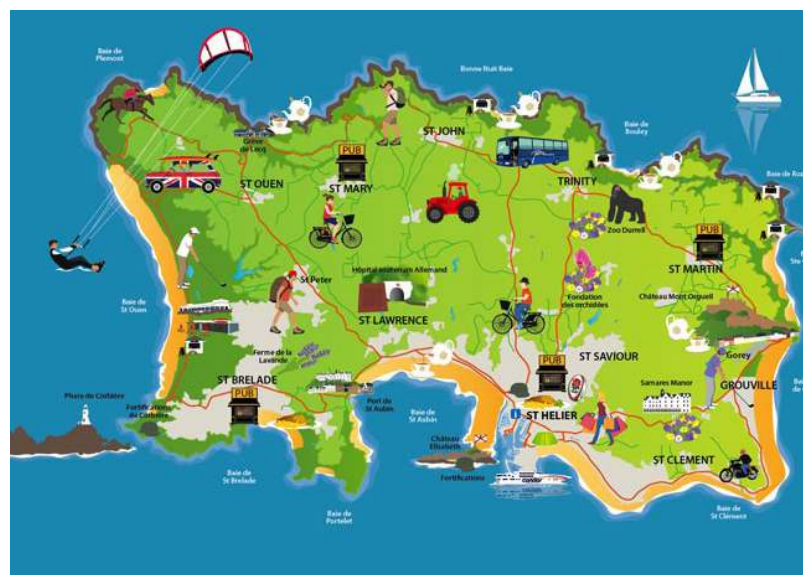 Baie de
Plemont
Bonne Nuit Baie
ST JOHN
Baie de
Bouley
Grève
de Lecq
PUB
Baie de Roz
ST OUEN
ST MARY
TRINITY
Zoo Durrell
PUB
ST MARTIN
St Peter
Hôpital souterrain Allemand
Fondation
des orchidées
Château Mont Orgueil
Baie de
St Ouen
ST LAWRENCE
Ferme de la
Lavande
ST SAVIOUR
Gorey
PUB
ST BRELADE
Samares Manor
GROUVILLE
PUB
Phare de Corbière
Fortifications
de Corbière
Port de
St Aubin
Baie de
St Aubin
i
ST HELIER
Château
Elisabeth
ST CLEMENT
Baie de
St Brelade
Fortifications
condor
Baie de
Portelet
Baie de
St Clément